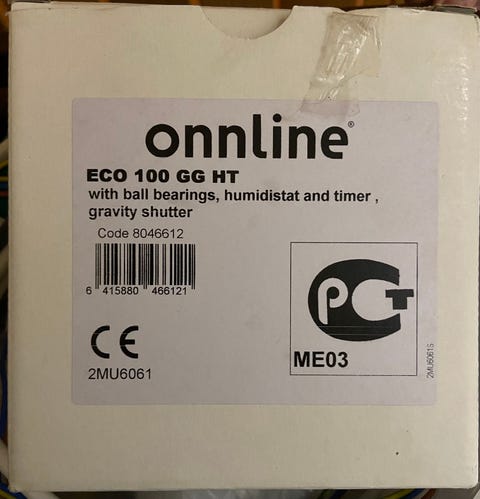 onnline®
ECO 100 GG HT
with ball bearings, humidistat and timer ,
gravity shutter
Code 8046612
6 415880 466121
CE
2MU6061
PCT
ME03
2MU6061S